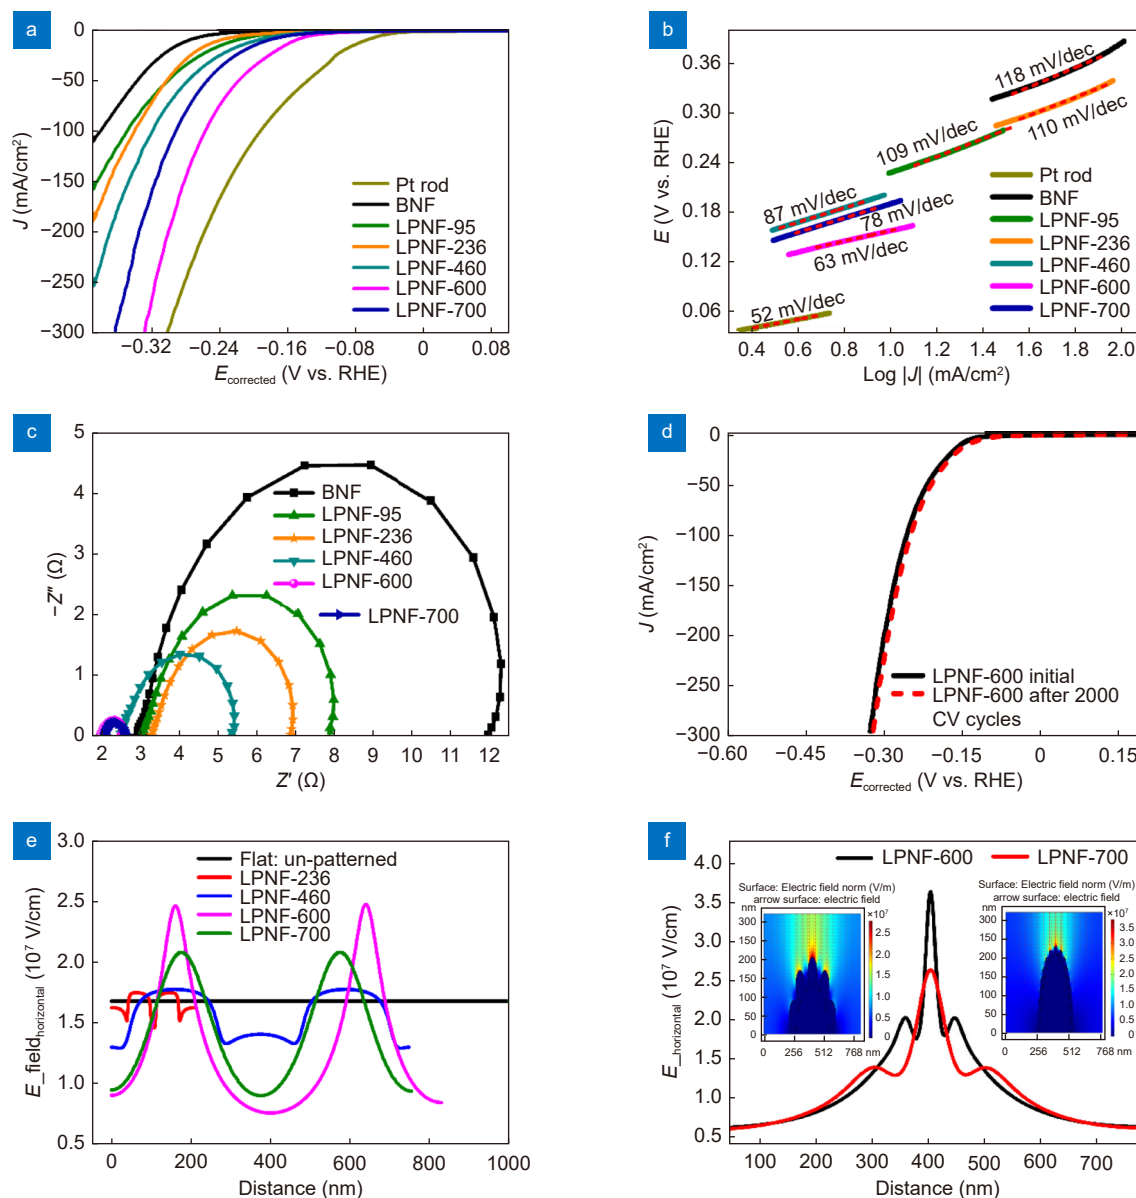 a
0
−50
−100
−150
−200
−250
−300
J (mA/cm²)
Pt rod
BNF
LPNF-95
LPNF-236
LPNF-460
LPNF-600
LPNF-700
−0.32 −0.24 −0.16 −0.08 0 0.08
E_corrected (V vs. RHE)
b
0.36
0.30
0.24
0.18
0.12
0.06
E (V vs. RHE)
118 mV/dec
110 mV/dec
109 mV/dec
87 mV/dec
78 mV/dec
63 mV/dec
52 mV/dec
Pt rod
BNF
LPNF-95
LPNF-236
LPNF-460
LPNF-600
LPNF-700
0.4 0.6 0.8 1.0 1.2 1.4 1.6 1.8 2.0
Log |J| (mA/cm²)
c
5
4
3
2
1
0
−Z″ (Ω)
BNF
LPNF-95
LPNF-236
LPNF-460
LPNF-600
LPNF-700
2 3 4 5 6 7 8 9 10 11 12
Z′ (Ω)
d
0
−50
−100
−150
−200
−250
−300
J (mA/cm²)
LPNF-600 initial
LPNF-600 after 2000
CV cycles
−0.60 −0.45 −0.30 −0.15 0 0.15
E_corrected (V vs. RHE)
e
3.0
2.5
2.0
1.5
1.0
0.5
E_field_horizontal (10⁷ V/cm)
Flat: un-patterned
LPNF-236
LPNF-460
LPNF-600
LPNF-700
0 200 400 600 800 1000
Distance (nm)
f
4.0
3.5
3.0
2.5
2.0
1.5
1.0
0.5
E_horizontal (10⁷ V/cm)
LPNF-600 LPNF-700
Surface: Electric field norm (V/m)
arrow surface: electric field
nm
×10⁷
300
250
200
150
100
50
0
2.5
2.0
1.5
1.0
0.5
0
0 256 512 768 nm
Surface: Electric field norm (V/m)
arrow surface: electric field
nm
×10⁷
300
250
200
150
100
50
0
3.5
3.0
2.5
2.0
1.5
1.0
0.5
0
0 256 512 768 nm
100 200 300 400 500 600 700
Distance (nm)